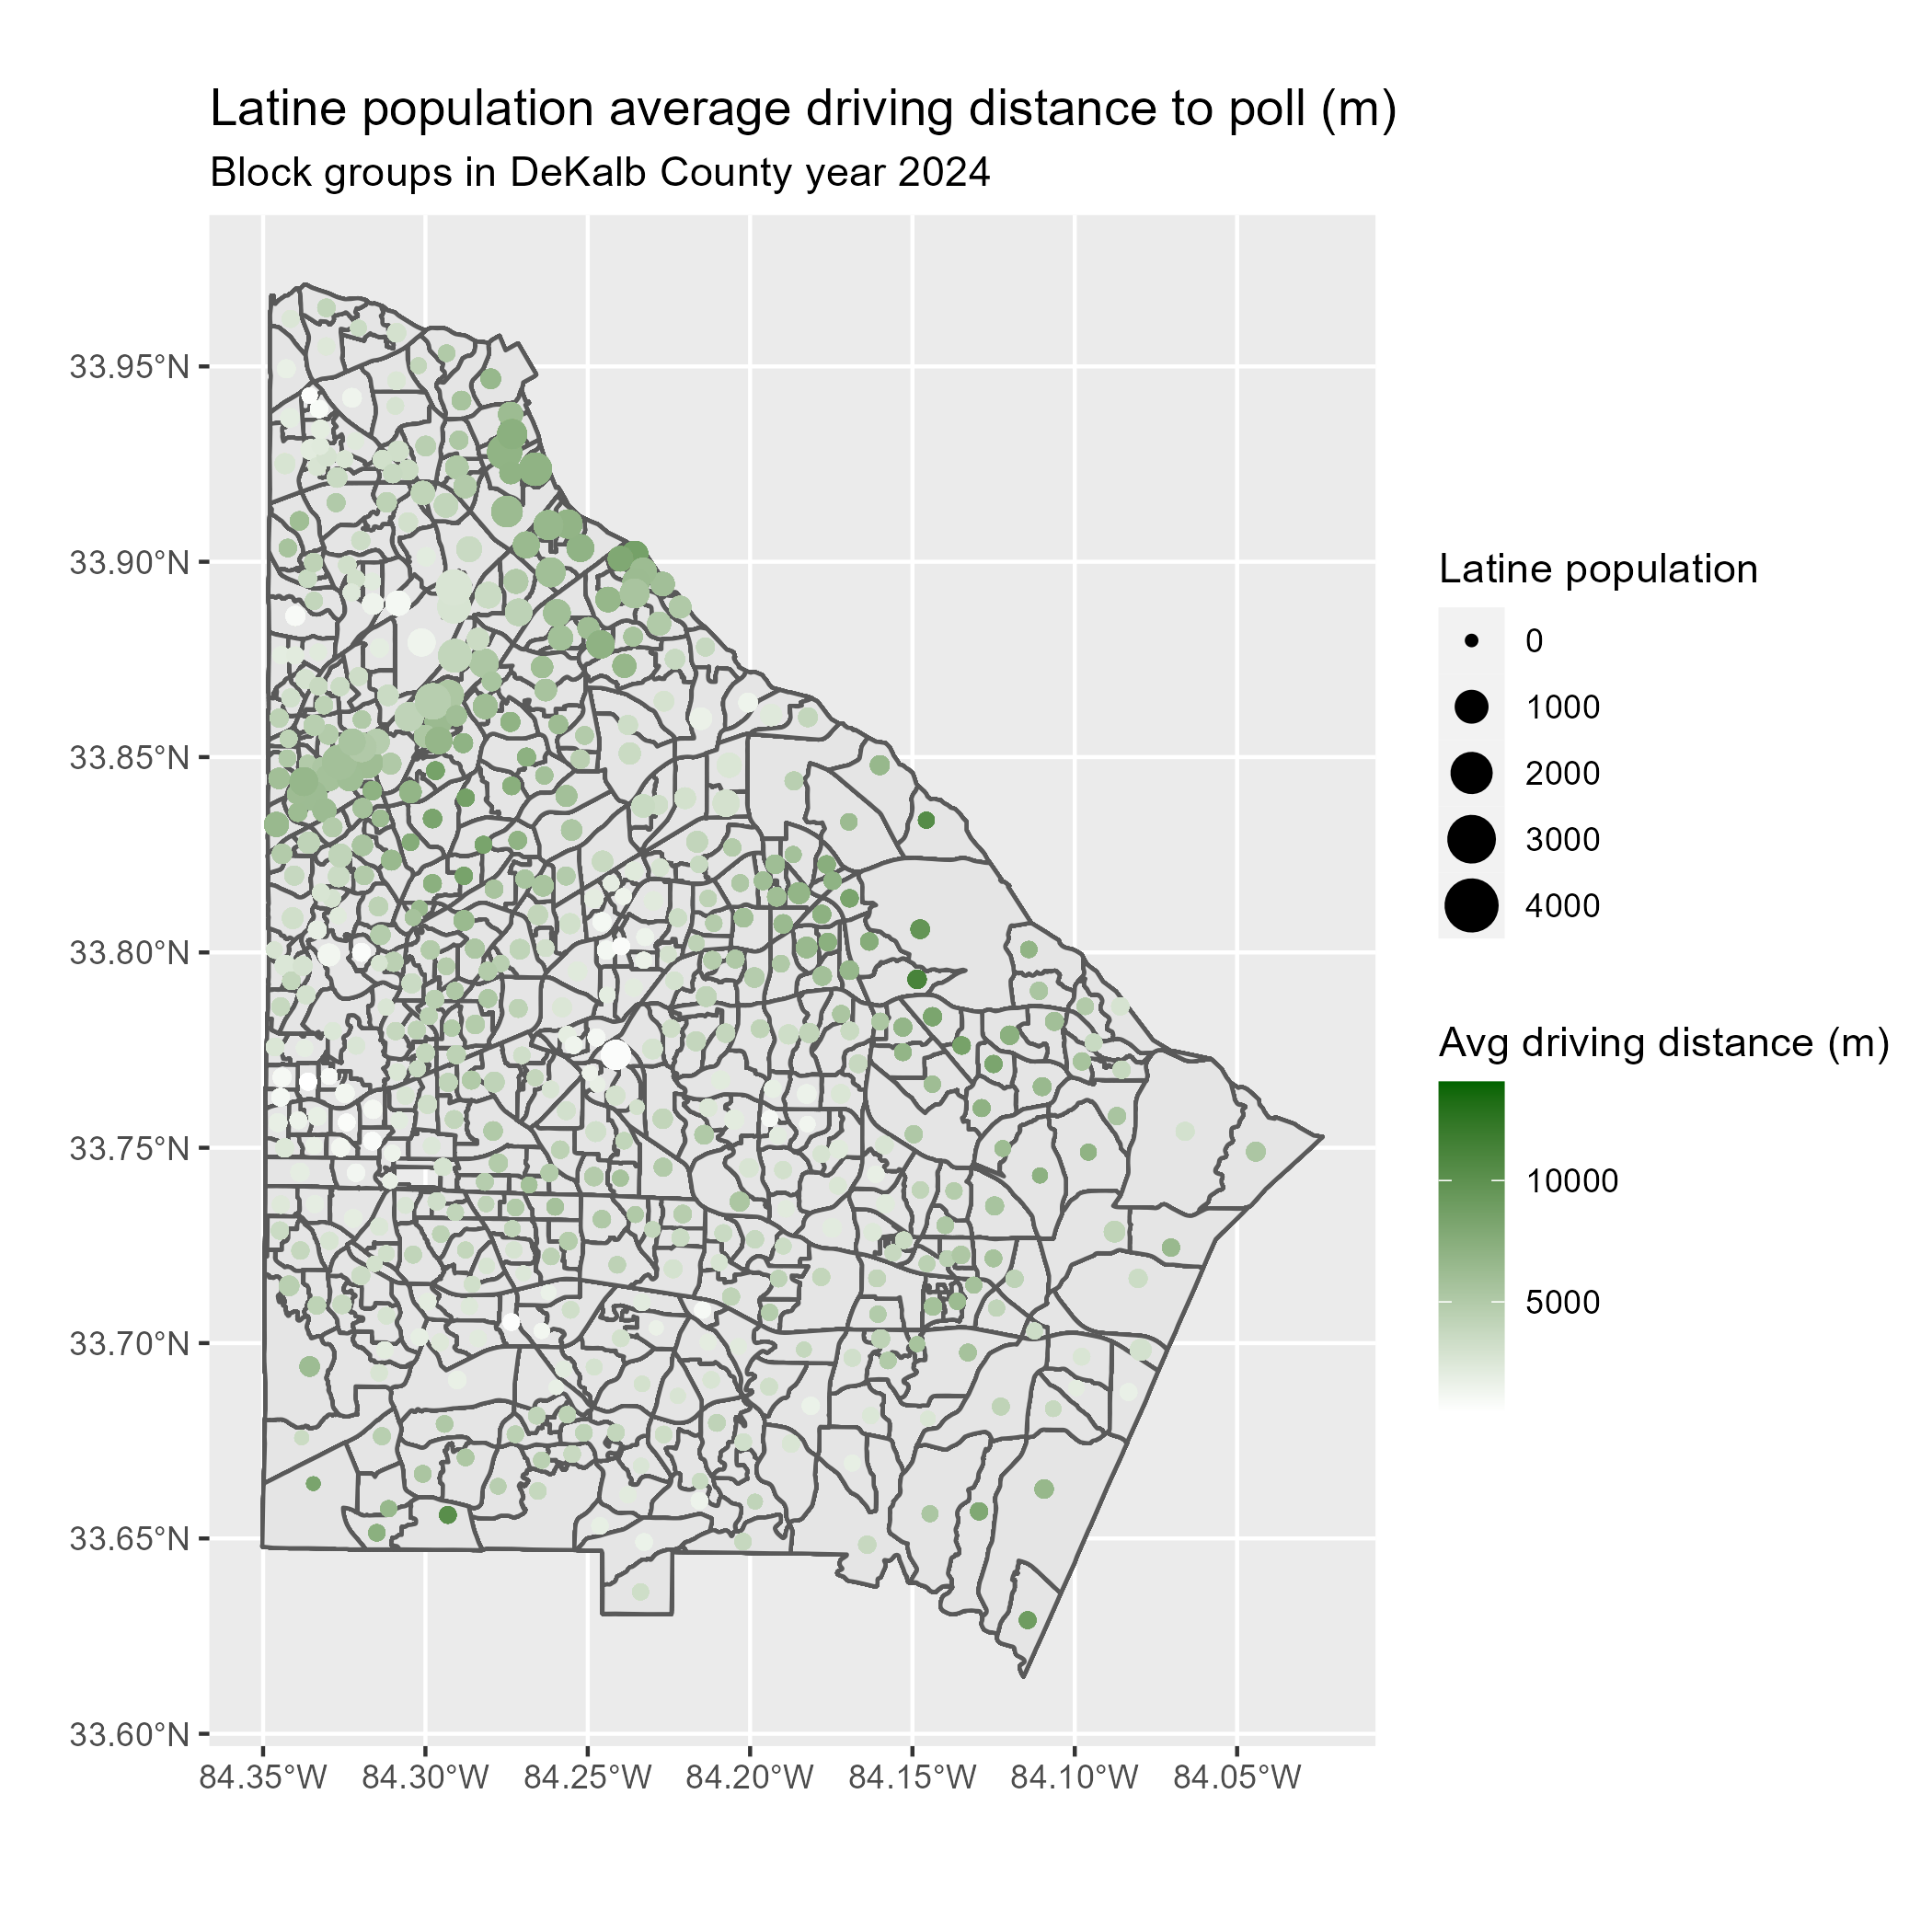 Latine population average driving distance to poll (m)
Block groups in DeKalb County year 2024
33.95°N
33.90°N
33.85°N
33.80°N
33.75°N
33.70°N
33.65°N
33.60°N
84.35°W
84.30°W
84.25°W
84.20°W
84.15°W
84.10°W
84.05°W
Latine population
0
1000
2000
3000
4000
Avg driving distance (m)
10000
5000